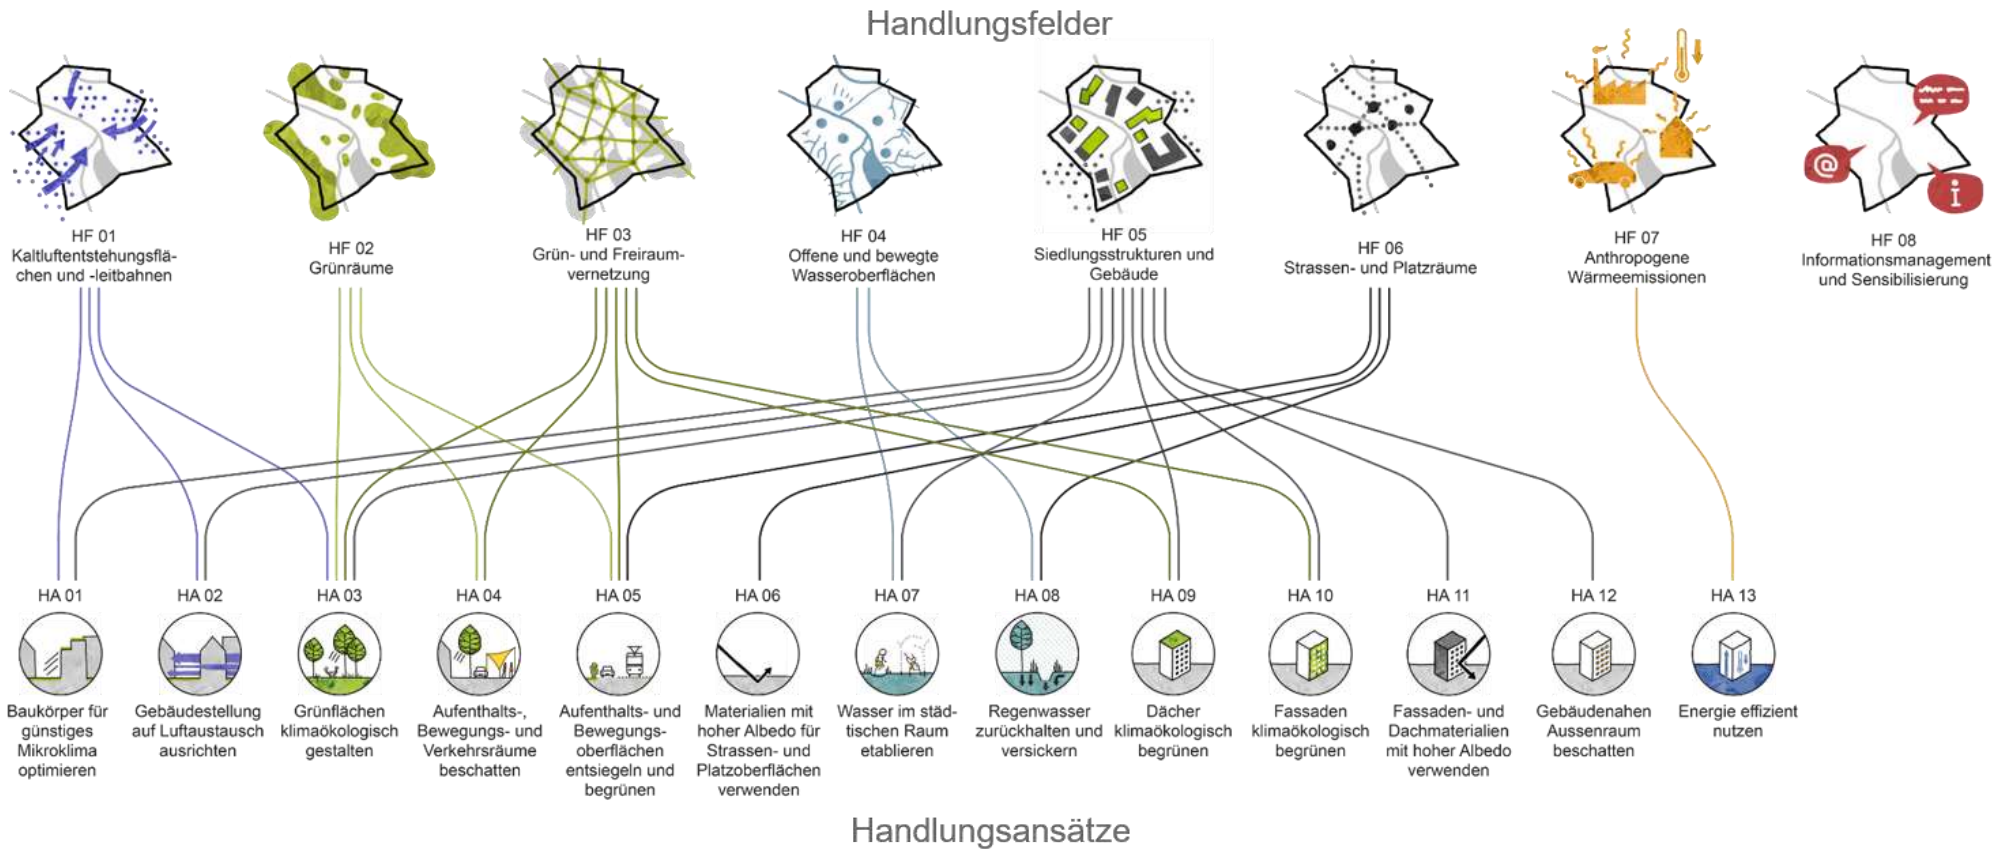 Handlungsfelder
HF 01
Kaltluftentstehungsflä-
chen und -leitbahnen
HF 02
Grünräume
HF 03
Grün- und Freiraum-
vernetzung
HF 04
Offene und bewegte
Wasseroberflächen
HF 05
Siedlungsstrukturen und
Gebäude
HF 06
Strassen- und Platzräume
HF 07
Anthropogene
Wärmeemissionen
@
i
HF 08
Informationsmanagement
und Sensibilisierung
HA 01
Baukörper für
günstiges
Mikroklima
optimieren
HA 02
Gebäudestellung
auf Luftaustausch
ausrichten
HA 03
Grünflächen
klimaökologisch
gestalten
HA 04
Aufenthalts-,
Bewegungs- und
Verkehrsräume
beschatten
HA 05
Aufenthalts- und
Bewegungs-
oberflächen
entsiegeln und
begrünen
HA 06
Materialien mit
hoher Albedo für
Strassen- und
Platzoberflächen
verwenden
HA 07
Wasser im städ-
tischen Raum
etablieren
HA 08
Regenwasser
zurückhalten und
versickern
HA 09
Dächer
klimaökologisch
begrünen
HA 10
Fassaden
klimaökologisch
begrünen
HA 11
Fassaden- und
Dachmaterialien
mit hoher Albedo
verwenden
HA 12
Gebäudenahen
Aussenraum
beschatten
HA 13
Energie effizient
nutzen
Handlungsansätze